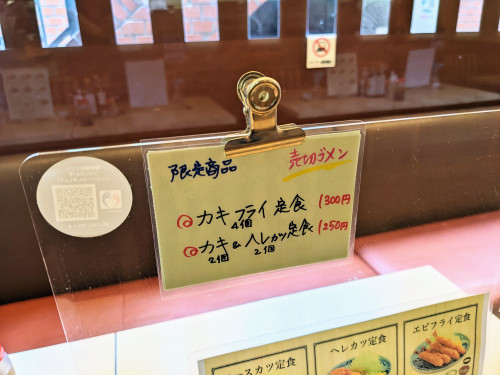 限定商品
売切ゴメン
◎カキフライ定食 1300円
4個
◎カキ&ヘレカツ定食 1250円
2個 2個
エビフライ定食
ヘレカツ定食
スカツ定食